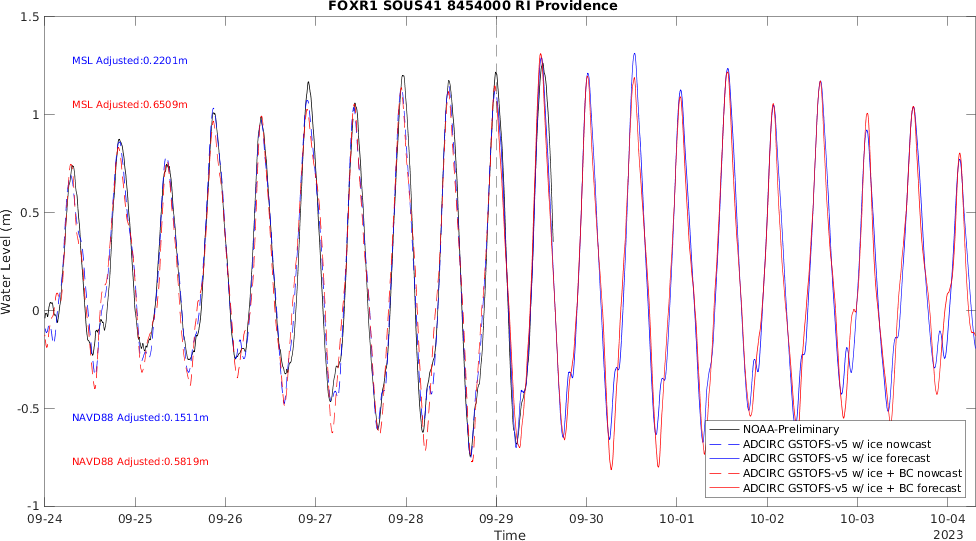 FOXR1 SOUS41 8454000 RI Providence
1.5
1
0.5
0
-0.5
-1
Water Level (m)
MSL Adjusted:0.2201m
MSL Adjusted:0.6509m
NAVD88 Adjusted:0.1511m
NAVD88 Adjusted:0.5819m
NOAA-Preliminary
ADCIRC GSTOFS-v5 w/ ice nowcast
ADCIRC GSTOFS-v5 w/ ice forecast
ADCIRC GSTOFS-v5 w/ ice + BC nowcast
ADCIRC GSTOFS-v5 w/ ice + BC forecast
09-24 09-25 09-26 09-27 09-28 09-29 09-30 10-01 10-02 10-03 10-04
2023
Time